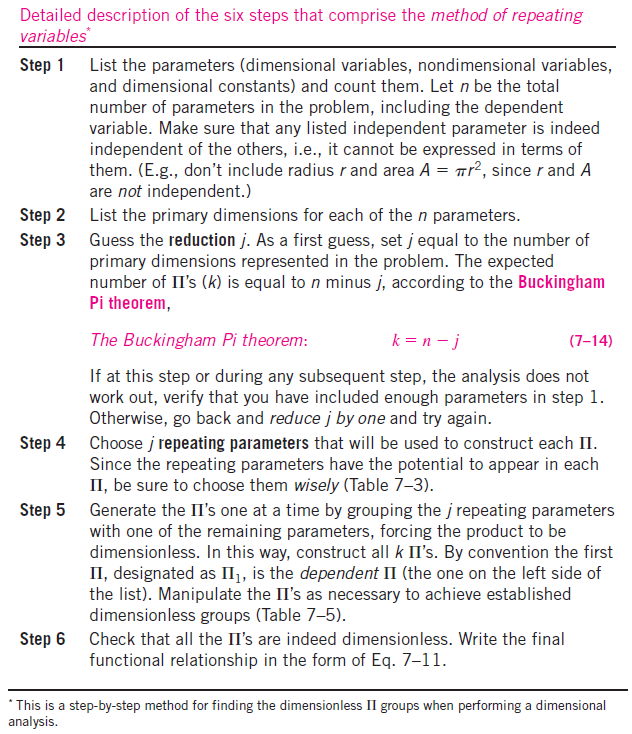 Detailed description of the six steps that comprise the method of repeating
variables*
Step 1 List the parameters (dimensional variables, nondimensional variables,
and dimensional constants) and count them. Let n be the total
number of parameters in the problem, including the dependent
variable. Make sure that any listed independent parameter is indeed
independent of the others, i.e., it cannot be expressed in terms of
them. (E.g., don't include radius r and area A = πr², since r and A
are not independent.)
Step 2 List the primary dimensions for each of the n parameters.
Step 3 Guess the reduction j. As a first guess, set j equal to the number of
primary dimensions represented in the problem. The expected
number of Π's (k) is equal to n minus j, according to the Buckingham
Pi theorem,
The Buckingham Pi theorem: k = n − j (7–14)
If at this step or during any subsequent step, the analysis does not
work out, verify that you have included enough parameters in step 1.
Otherwise, go back and reduce j by one and try again.
Step 4 Choose j repeating parameters that will be used to construct each Π.
Since the repeating parameters have the potential to appear in each
Π, be sure to choose them wisely (Table 7–3).
Step 5 Generate the Π's one at a time by grouping the j repeating parameters
with one of the remaining parameters, forcing the product to be
dimensionless. In this way, construct all k Π's. By convention the first
Π, designated as Π₁, is the dependent Π (the one on the left side of
the list). Manipulate the Π's as necessary to achieve established
dimensionless groups (Table 7–5).
Step 6 Check that all the Π's are indeed dimensionless. Write the final
functional relationship in the form of Eq. 7–11.
* This is a step-by-step method for finding the dimensionless Π groups when performing a dimensional
analysis.